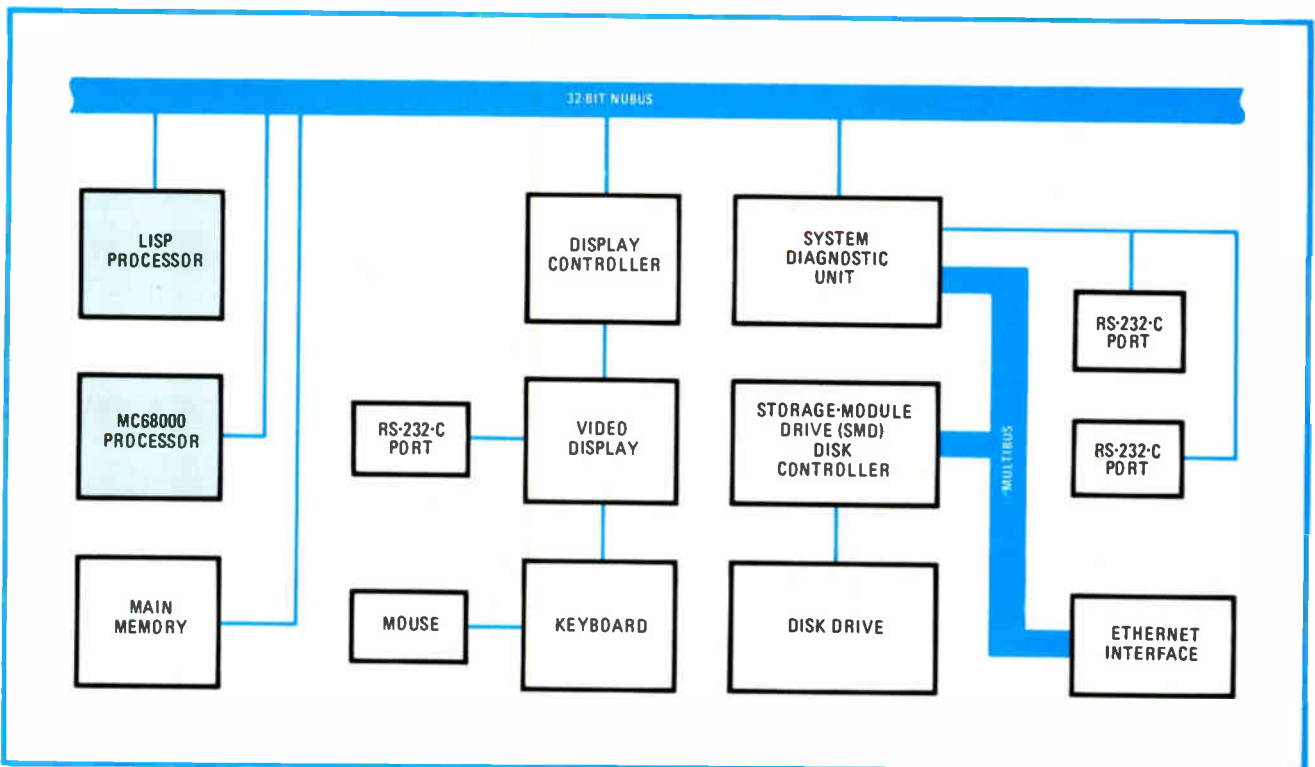 32-BIT NUBUS
LISP
PROCESSOR
DISPLAY
CONTROLLER
SYSTEM
DIAGNOSTIC
UNIT
RS-232-C
PORT
MC68000
PROCESSOR
RS-232-C
PORT
VIDEO
DISPLAY
STORAGE-MODULE
DRIVE (SMD)
DISK
CONTROLLER
MULTIBUS
RS-232-C
PORT
MAIN
MEMORY
MOUSE
KEYBOARD
DISK DRIVE
ETHERNET
INTERFACE